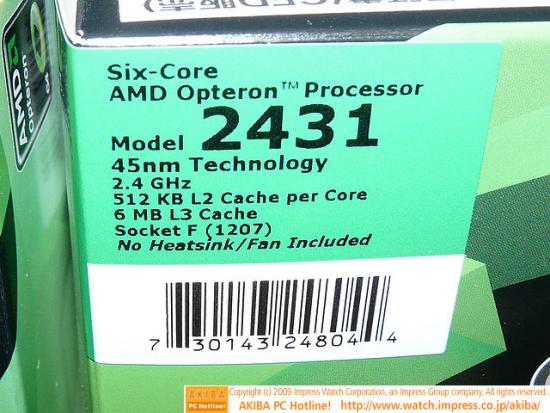 Six-Core
AMD Opteron™ Processor
Model 2431
45nm Technology
2.4 GHz
512 KB L2 Cache per Core
6 MB L3 Cache
Socket F (1207)
No Heatsink/Fan Included
7 30143 24804 4
AMD
Opteron
AKIBA
PC Hotline!
Copyright (c) 2009 Impress Watch Corporation, an Impress Group company. All rights reserved.
AKIBA PC Hotline! http://www.watch.impress.co.jp/akiba/